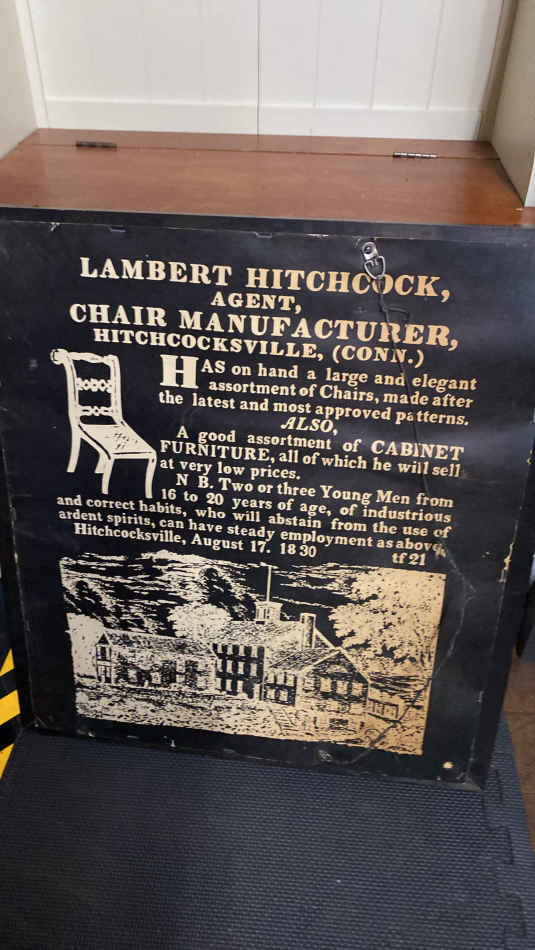 LAMBERT HITCHCOCK,
AGENT,
CHAIR MANUFACTURER,
HITCHCOCKSVILLE, (CONN.)
HAS on hand a large and elegant
assortment of Chairs, made after
the latest and most approved patterns.
ALSO,
A good assortment of CABINET
FURNITURE, all of which he will sell
at very low prices.
N B. Two or three Young Men from
16 to 20 years of age, of industrious
and correct habits, who will abstain from the use of
ardent spirits, can have steady employment as above,
Hitchcocksville, August 17. 1830 tf 21